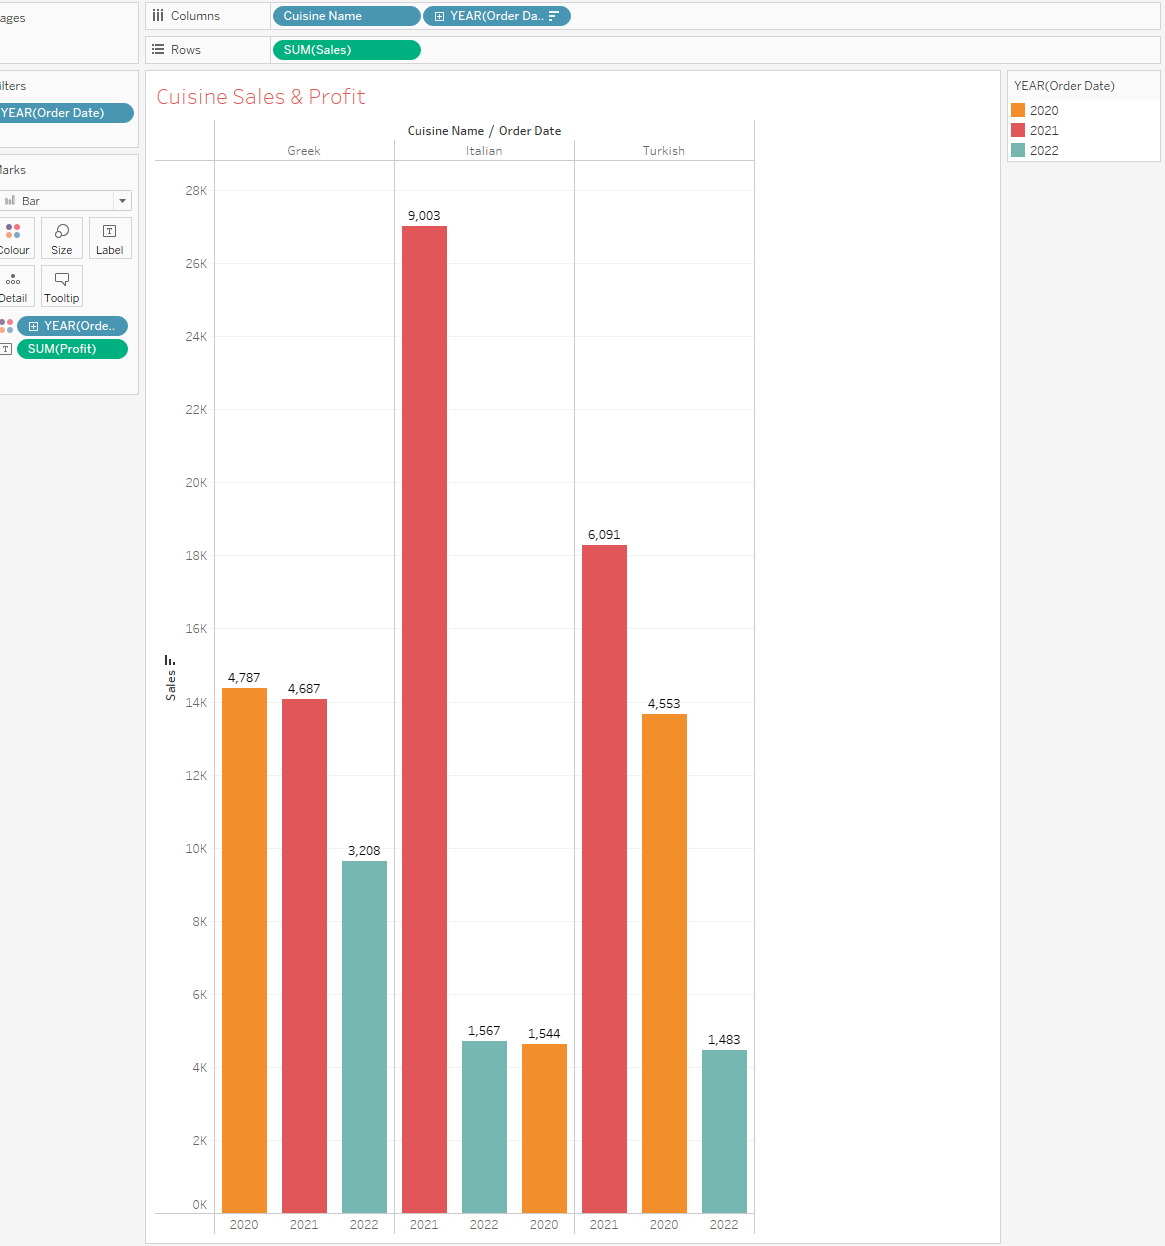 ages
Columns Cuisine Name YEAR(Order Da..
Rows SUM(Sales)
ilters
YEAR(Order Date)
Marks
Bar
Colour Size Label
Detail Tooltip
YEAR(Orde..
SUM(Profit)
Cuisine Sales & Profit
Cuisine Name / Order Date
Greek Italian Turkish
28K
26K
24K
22K
20K
18K
16K
14K
12K
10K
8K
6K
4K
2K
0K
Sales
4,787 4,687 3,208 9,003 1,567 1,544 6,091 4,553 1,483
2020 2021 2022 2021 2022 2020 2021 2020 2022
YEAR(Order Date)
2020
2021
2022